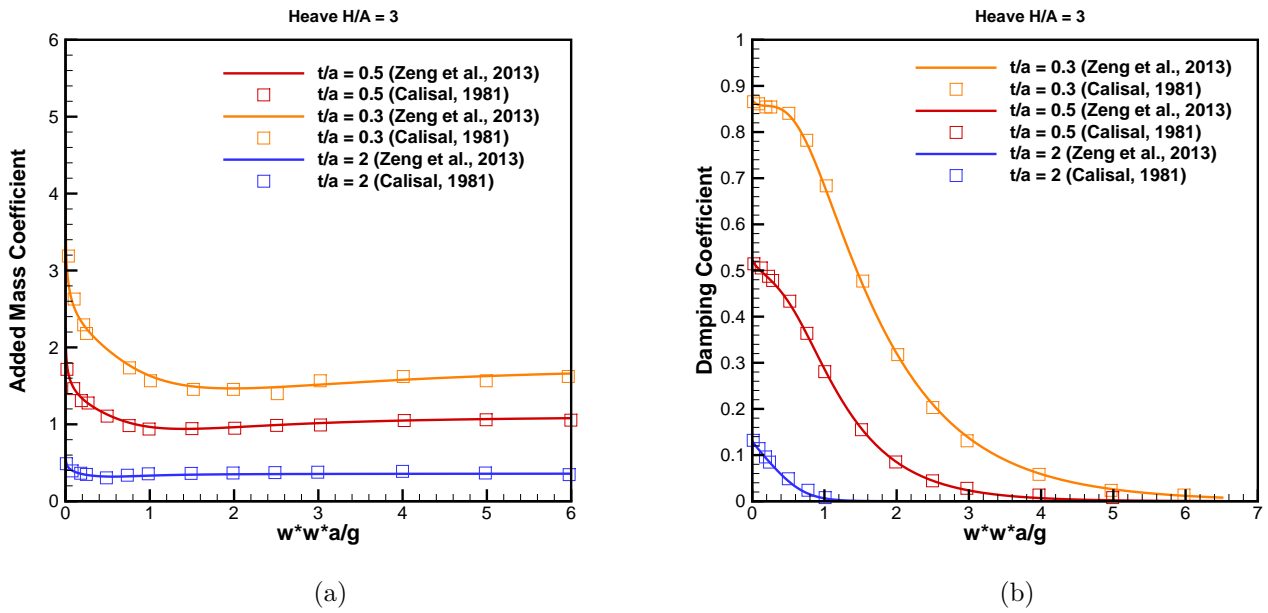 Heave H/A = 3
6
5
4
3
2
1
0
0 1 2 3 4 5 6
Added Mass Coefficient
w*w*a/g
t/a = 0.5 (Zeng et al., 2013)
t/a = 0.5 (Calisal, 1981)
t/a = 0.3 (Zeng et al., 2013)
t/a = 0.3 (Calisal, 1981)
t/a = 2 (Zeng et al., 2013)
t/a = 2 (Calisal, 1981)
(a)
Heave H/A = 3
1
0.9
0.8
0.7
0.6
0.5
0.4
0.3
0.2
0.1
0
0 1 2 3 4 5 6 7
Damping Coefficient
w*w*a/g
t/a = 0.3 (Zeng et al., 2013)
t/a = 0.3 (Calisal, 1981)
t/a = 0.5 (Zeng et al., 2013)
t/a = 0.5 (Calisal, 1981)
t/a = 2 (Zeng et al., 2013)
t/a = 2 (Calisal, 1981)
(b)